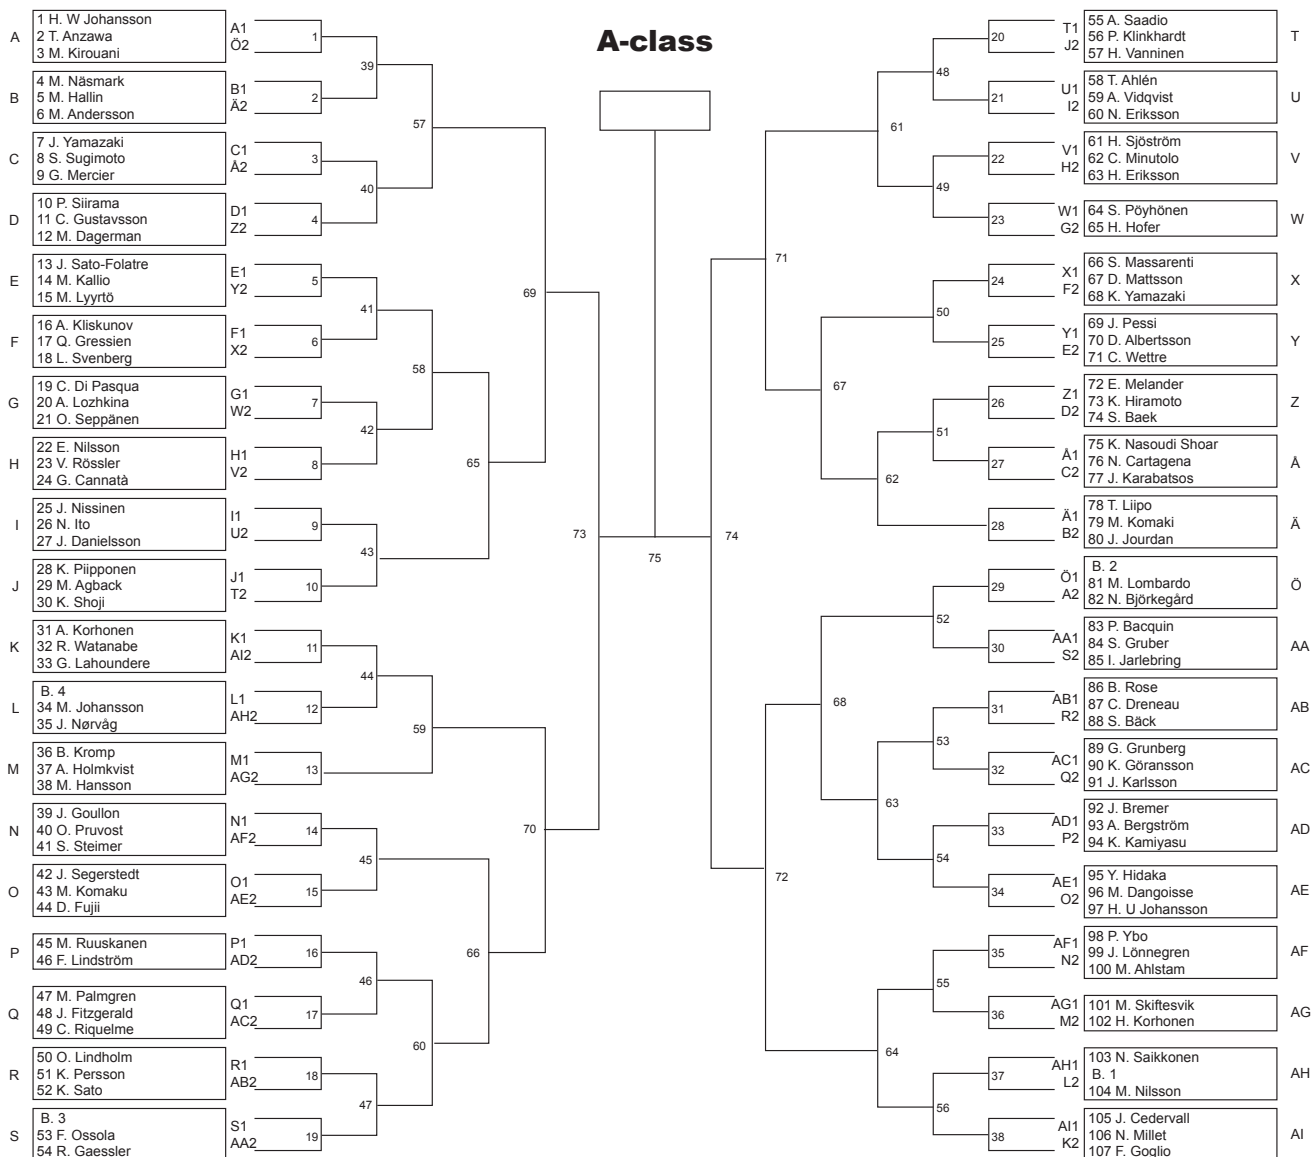 A-class
A
1 H. W Johansson
2 T. Anzawa
3 M. Kirouani
A1
Ö2
1
39
B
4 M. Näsmark
5 M. Hallin
6 M. Andersson
B1
Ä2
2
57
C
7 J. Yamazaki
8 S. Sugimoto
9 G. Mercier
C1
Å2
3
40
D
10 P. Siirama
11 C. Gustavsson
12 M. Dagerman
D1
Z2
4
69
E
13 J. Sato-Folatre
14 M. Kallio
15 M. Lyyrtö
E1
Y2
5
41
F
16 A. Kliskunov
17 Q. Gressien
18 L. Svenberg
F1
X2
6
58
G
19 C. Di Pasqua
20 A. Lozhkina
21 O. Seppänen
G1
W2
7
42
H
22 E. Nilsson
23 V. Rössler
24 G. Cannatà
H1
V2
8
65
I
25 J. Nissinen
26 N. Ito
27 J. Danielsson
I1
U2
9
43
J
28 K. Piipponen
29 M. Agback
30 K. Shoji
J1
T2
10
73
75
74
K
31 A. Korhonen
32 R. Watanabe
33 G. Lahoundere
K1
AI2
11
44
L
B. 4
34 M. Johansson
35 J. Nørvåg
L1
AH2
12
59
M
36 B. Kromp
37 A. Holmkvist
38 M. Hansson
M1
AG2
13
N
39 J. Goullon
40 O. Pruvost
41 S. Steimer
N1
AF2
14
70
45
O
42 J. Segerstedt
43 M. Komaku
44 D. Fujii
O1
AE2
15
P
45 M. Ruuskanen
46 F. Lindström
P1
AD2
16
66
46
Q
47 M. Palmgren
48 J. Fitzgerald
49 C. Riquelme
Q1
AC2
17
60
R
50 O. Lindholm
51 K. Persson
52 K. Sato
R1
AB2
18
47
S
B. 3
53 F. Ossola
54 R. Gaessler
S1
AA2
19
20
T1
J2
55 A. Saadio
56 P. Klinkhardt
57 H. Vanninen
T
48
21
U1
I2
58 T. Ahlén
59 A. Vidqvist
60 N. Eriksson
U
61
22
V1
H2
61 H. Sjöström
62 C. Minutolo
63 H. Eriksson
V
49
23
W1
G2
64 S. Pöyhönen
65 H. Hofer
W
71
24
X1
F2
66 S. Massarenti
67 D. Mattsson
68 K. Yamazaki
X
50
25
Y1
E2
69 J. Pessi
70 D. Albertsson
71 C. Wettre
Y
67
26
Z1
D2
72 E. Melander
73 K. Hiramoto
74 S. Baek
Z
51
27
Å1
C2
75 K. Nasoudi Shoar
76 N. Cartagena
77 J. Karabatsos
Å
62
28
Ä1
B2
78 T. Liipo
79 M. Komaki
80 J. Jourdan
Ä
29
Ö1
A2
B. 2
81 M. Lombardo
82 N. Björkegård
Ö
52
30
AA1
S2
83 P. Bacquin
84 S. Gruber
85 I. Jarlebring
AA
68
31
AB1
R2
86 B. Rose
87 C. Dreneau
88 S. Bäck
AB
53
32
AC1
Q2
89 G. Grunberg
90 K. Göransson
91 J. Karlsson
AC
63
33
AD1
P2
92 J. Bremer
93 A. Bergström
94 K. Kamiyasu
AD
54
34
AE1
O2
95 Y. Hidaka
96 M. Dangoisse
97 H. U Johansson
AE
72
35
AF1
N2
98 P. Ybo
99 J. Lönnegren
100 M. Ahlstam
AF
55
36
AG1
M2
101 M. Skiftesvik
102 H. Korhonen
AG
64
37
AH1
L2
103 N. Saikkonen
B. 1
104 M. Nilsson
AH
56
38
AI1
K2
105 J. Cedervall
106 N. Millet
107 F. Goglio
AI